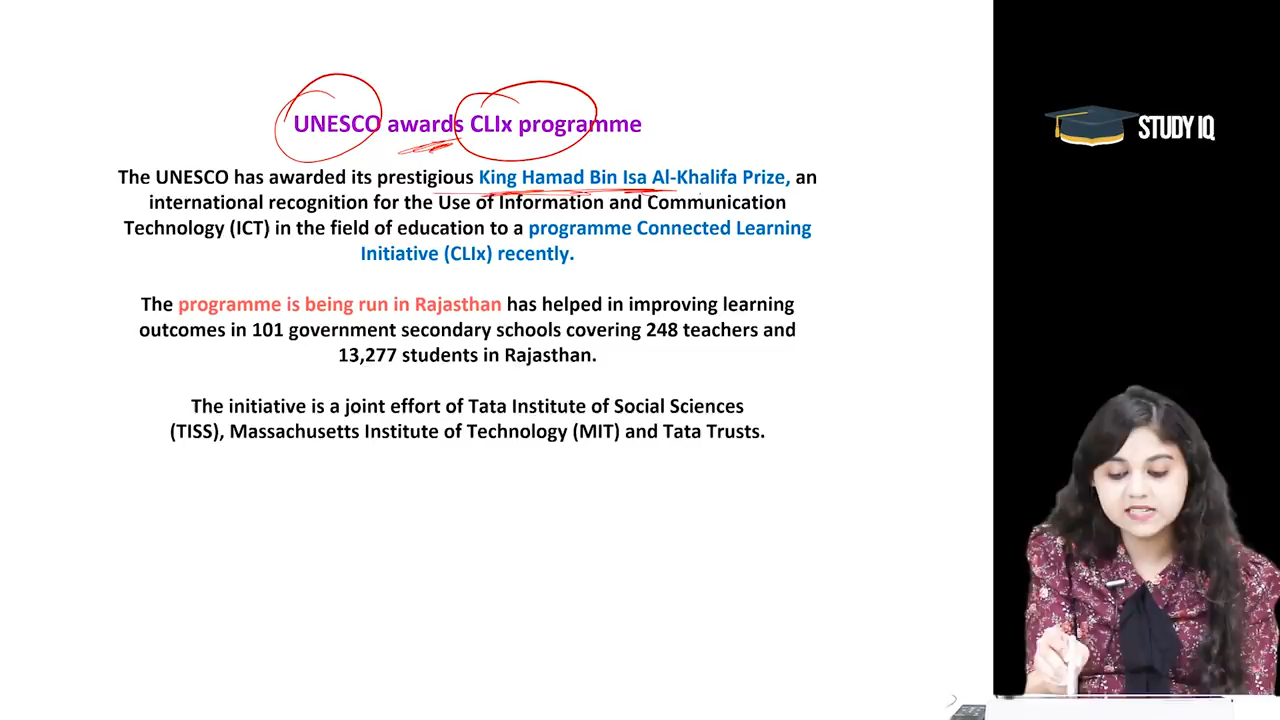 UNESCO awards CLIx programme
The UNESCO has awarded its prestigious King Hamad Bin Isa Al-Khalifa Prize, an
international recognition for the Use of Information and Communication
Technology (ICT) in the field of education to a programme Connected Learning
Initiative (CLIx) recently.
The programme is being run in Rajasthan has helped in improving learning
outcomes in 101 government secondary schools covering 248 teachers and
13,277 students in Rajasthan.
The initiative is a joint effort of Tata Institute of Social Sciences
(TISS), Massachusetts Institute of Technology (MIT) and Tata Trusts.
STUDY IQ